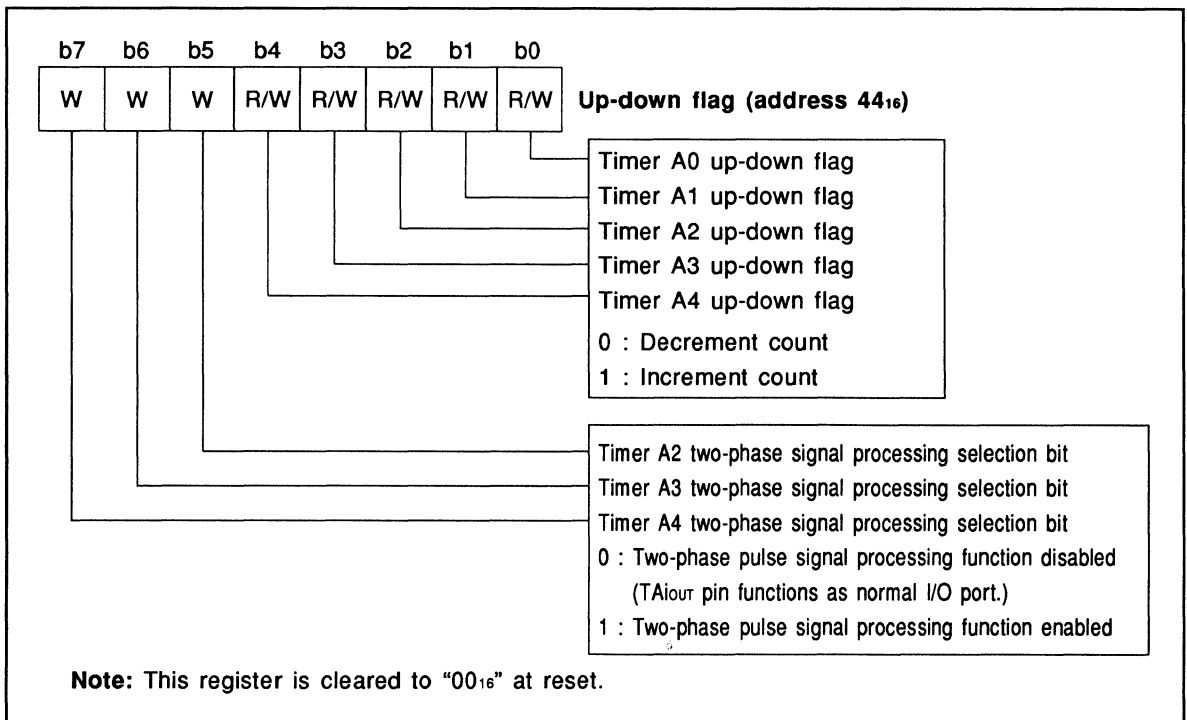 b7 b6 b5 b4 b3 b2 b1 b0
W W W R/W R/W R/W R/W R/W Up-down flag (address 44₁₆)
Timer A0 up-down flag
Timer A1 up-down flag
Timer A2 up-down flag
Timer A3 up-down flag
Timer A4 up-down flag
0 : Decrement count
1 : Increment count
Timer A2 two-phase signal processing selection bit
Timer A3 two-phase signal processing selection bit
Timer A4 two-phase signal processing selection bit
0 : Two-phase pulse signal processing function disabled
(TAiOUT pin functions as normal I/O port.)
1 : Two-phase pulse signal processing function enabled
Note: This register is cleared to “00₁₆” at reset.